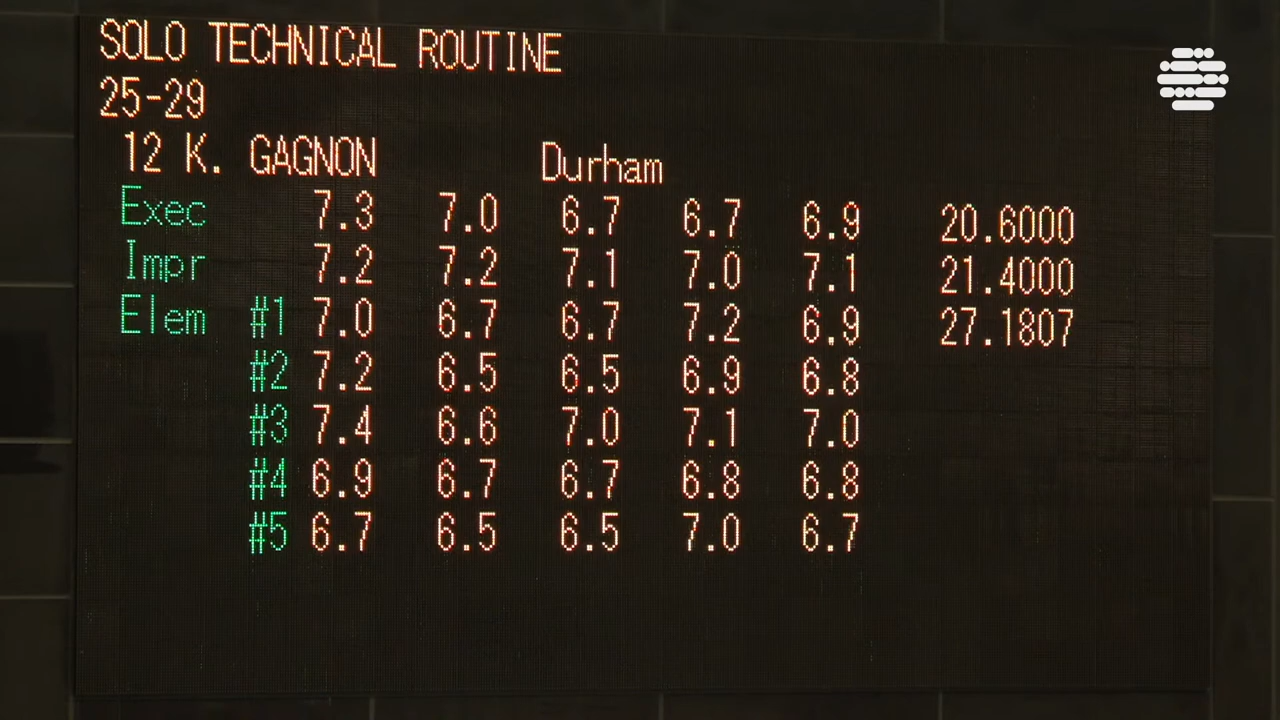 SOLO TECHNICAL ROUTINE
25-29
12 K. GAGNON Durham
Exec 7.3 7.0 6.7 6.7 6.9 20.6000
Impr 7.2 7.2 7.1 7.0 7.1 21.4000
Elem #1 7.0 6.7 6.7 7.2 6.9 27.1807
#2 7.2 6.5 6.5 6.9 6.8
#3 7.4 6.6 7.0 7.1 7.0
#4 6.9 6.7 6.7 6.8 6.8
#5 6.7 6.5 6.5 7.0 6.7